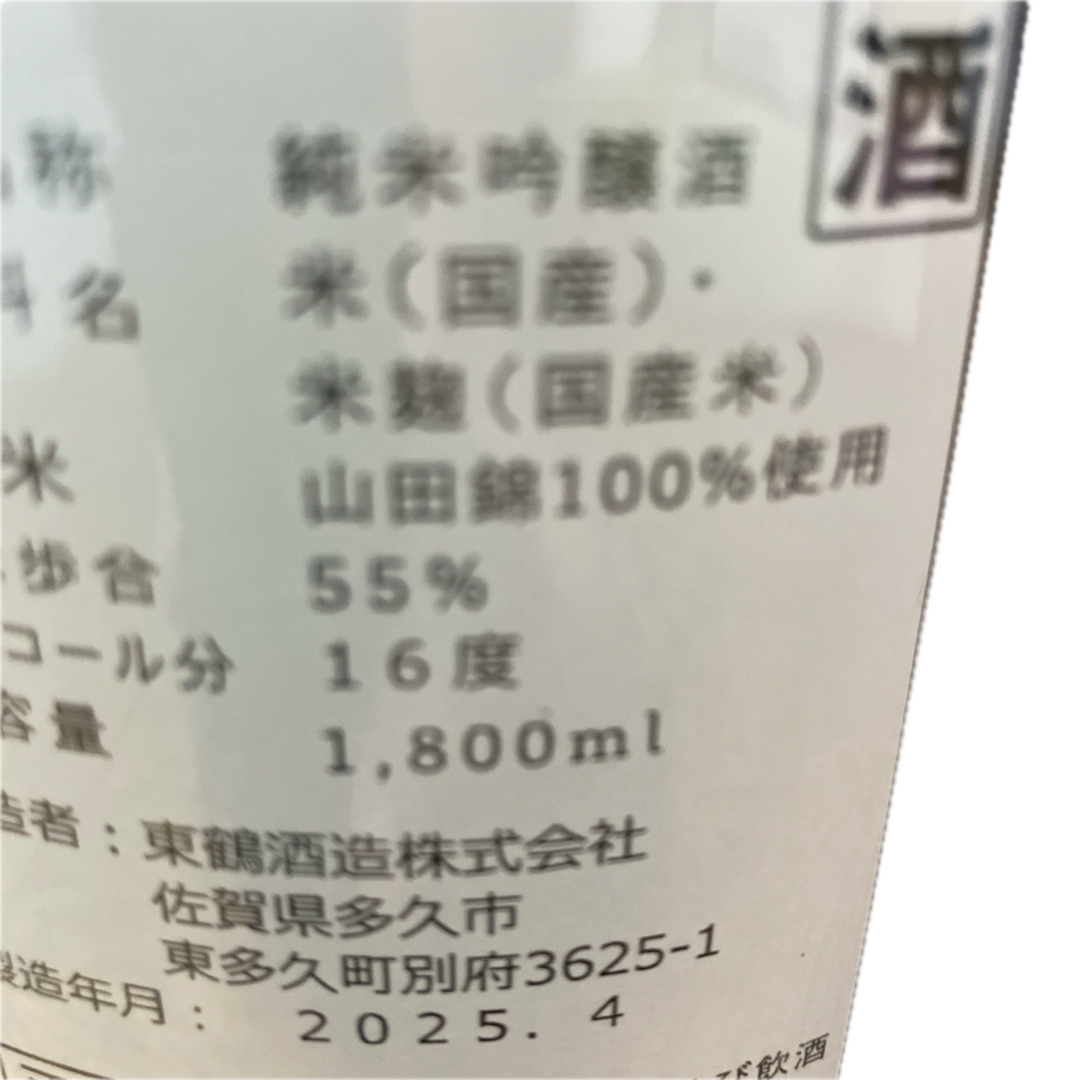 酒
称 純米吟醸酒
料名 米（国産）・
米麹（国産米）
米 山田錦100%使用
歩合 55%
コール分 16度
容量 1,800ml
造者：東鶴酒造株式会社
佐賀県多久市
東多久町別府3625-1
製造年月： 2025. 4
び飲酒